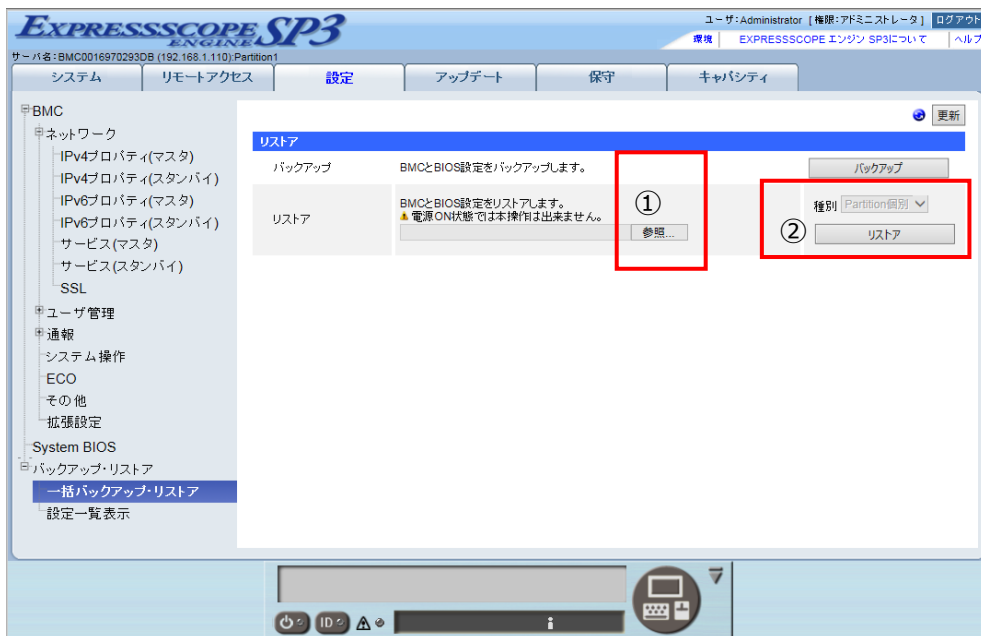 EXPRESSSCOPE ENGINE SP3
ユーザ:Administrator [権限:アドミニストレータ] ログアウト
環境 EXPRESSSCOPE エンジン SP3について ヘルプ
サーバ名:BMC0016970293DB (192.168.1.110):Partition1
システム リモートアクセス 設定 アップデート 保守 キャパシティ
BMC
ネットワーク
IPv4プロパティ(マスタ)
IPv4プロパティ(スタンバイ)
IPv6プロパティ(マスタ)
IPv6プロパティ(スタンバイ)
サービス(マスタ)
サービス(スタンバイ)
SSL
ユーザ管理
通報
システム操作
ECO
その他
拡張設定
System BIOS
バックアップ・リストア
一括バックアップ・リストア
設定一覧表示
更新
リストア
バックアップ BMCとBIOS設定をバックアップします。 バックアップ
リストア
BMCとBIOS設定をリストアします。
電源ON状態では本操作は出来ません。
参照...
①
種別 Partition個別
②
リストア
ID